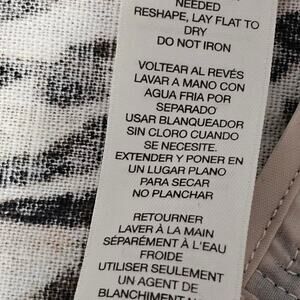 NEEDED
RESHAPE, LAY FLAT TO
DRY
DO NOT IRON
VOLTEAR AL REVÉS
LAVAR A MANO CON
AGUA FRIA POR
SEPARADO
USAR BLANQUEADOR
SIN CLORO CUANDO
SE NECESITE.
EXTENDER Y PONER EN
UN LUGAR PLANO
PARA SECAR
NO PLANCHAR
RETOURNER
LAVER À LA MAIN
SÉPARÉMENT À L'EAU
FROIDE
UTILISER SEULEMENT
UN AGENT DE
BLANCHIMENT